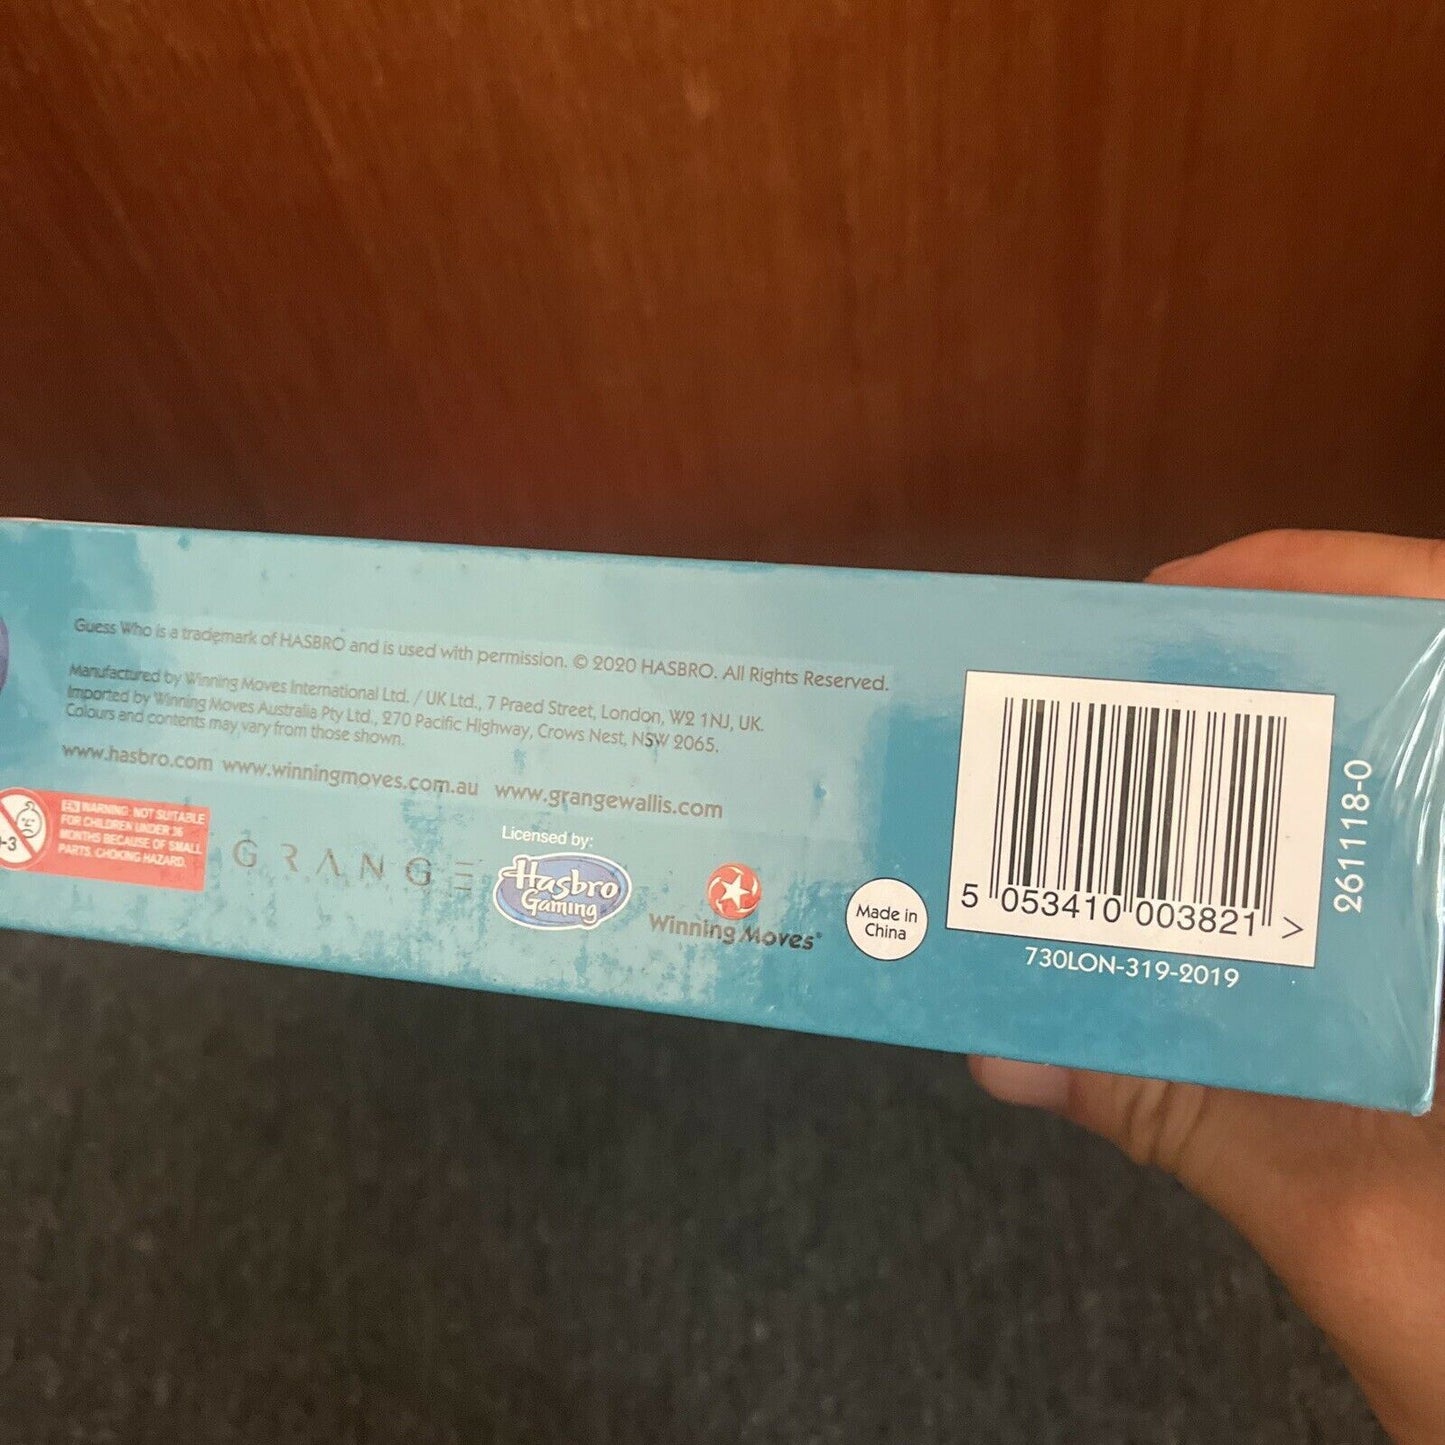 Guess Who is a trademark of HASBRO and is used with permission. © 2020 HASBRO. All Rights Reserved.
Manufactured by Winning Moves International Ltd. / UK Ltd., 7 Praed Street, London, W2 1NJ, UK.
Imported by Winning Moves Australia Pty Ltd., 270 Pacific Highway, Crows Nest, NSW 2065.
Colours and contents may vary from those shown.
www.hasbro.com www.winningmoves.com.au www.grangewallis.com
0-3
WARNING: NOT SUITABLE
FOR CHILDREN UNDER 36
MONTHS BECAUSE OF SMALL
PARTS. CHOKING HAZARD.
GRANGE
Licensed by:
Hasbro
Gaming
Winning Moves®
Made in
China
5 053410 003821 >
730LON-319-2019
261118-0